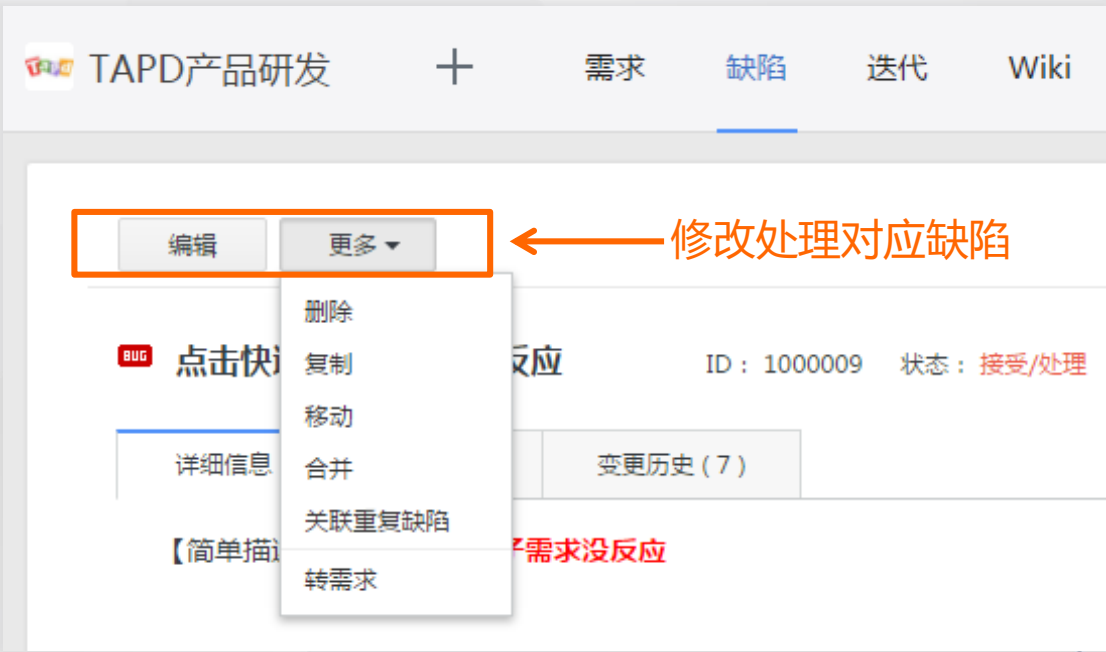 TAPD产品研发 + 需求 缺陷 迭代 Wiki
编辑 更多
修改处理对应缺陷
删除
复制
移动
合并
关联重复缺陷
转需求
BUG 点击快 反应 ID： 1000009 状态：接受/处理
详细信息 变更历史 ( 7 )
【简单描 子需求没反应